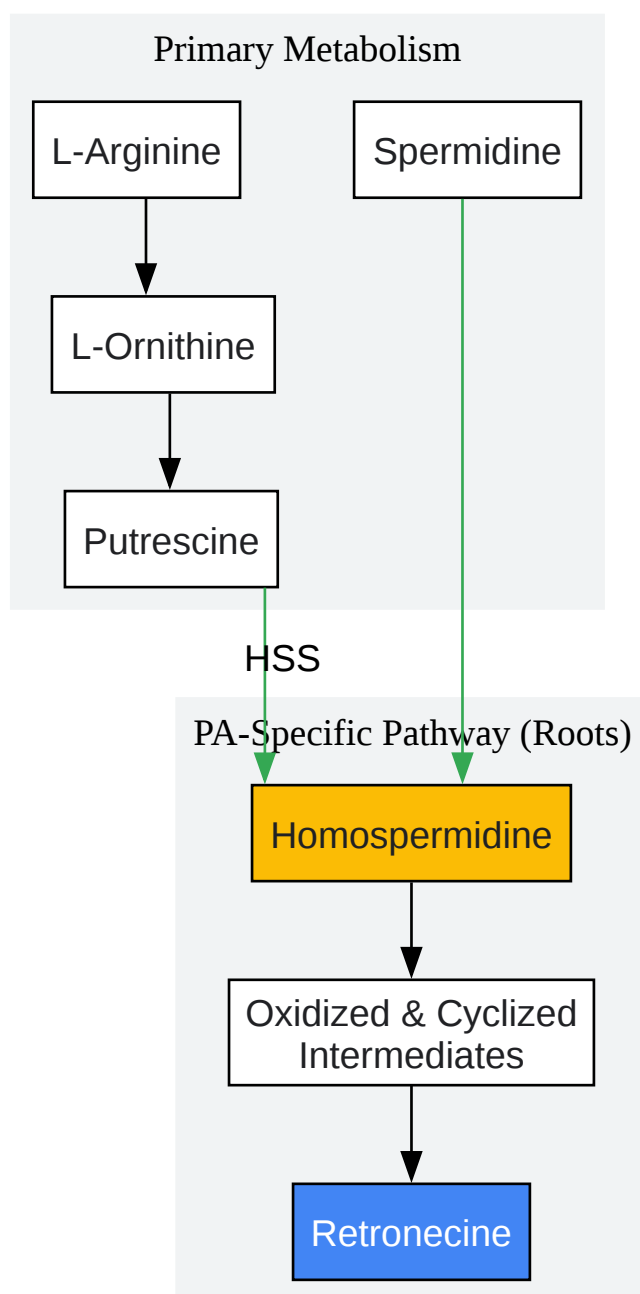 Primary Metabolism
L-Arginine
Spermidine
L-Ornithine
Putrescine
HSS
PA-Specific Pathway (Roots)
Homospermidine
Oxidized & Cyclized
Intermediates
Retronecine